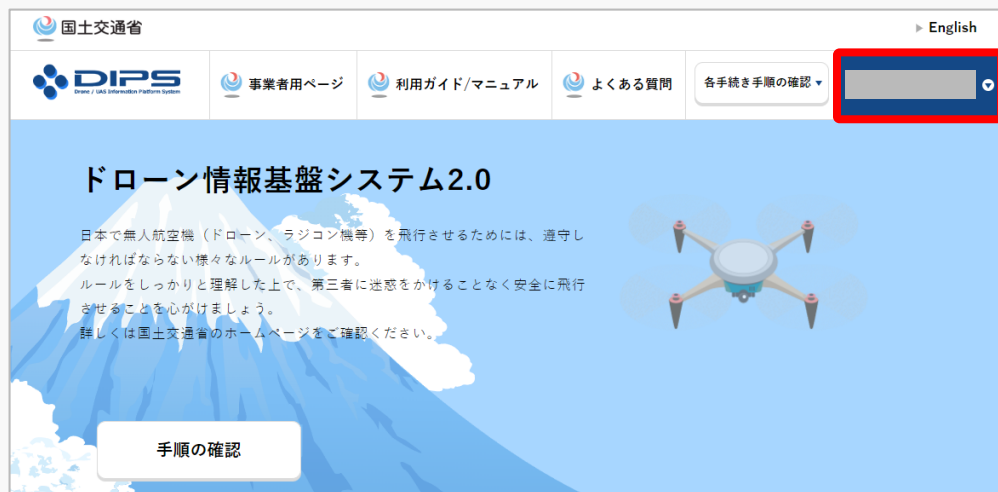 国土交通省
▶ English
DIPS
Drone / UAS Information Platform System
事業者用ページ
利用ガイド/マニュアル
よくある質問
各手続き手順の確認▼
ドローン情報基盤システム2.0
日本で無人航空機（ドローン、ラジコン機等）を飛行させるためには、遵守し
なければならない様々なルールがあります。
ルールをしっかりと理解した上で、第三者に迷惑をかけることなく安全に飛行
させることを心がけましょう。
詳しくは国土交通省のホームページをご確認ください。
手順の確認